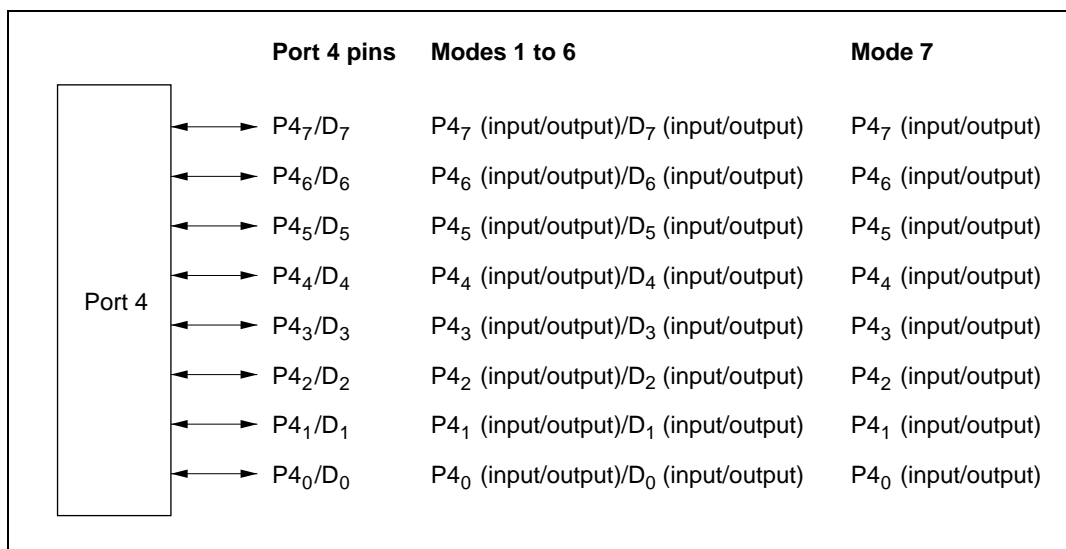 Port 4 pins Modes 1 to 6 Mode 7
P4₇/D₇ P4₇ (input/output)/D₇ (input/output) P4₇ (input/output)
P4₆/D₆ P4₆ (input/output)/D₆ (input/output) P4₆ (input/output)
P4₅/D₅ P4₅ (input/output)/D₅ (input/output) P4₅ (input/output)
P4₄/D₄ P4₄ (input/output)/D₄ (input/output) P4₄ (input/output)
Port 4
P4₃/D₃ P4₃ (input/output)/D₃ (input/output) P4₃ (input/output)
P4₂/D₂ P4₂ (input/output)/D₂ (input/output) P4₂ (input/output)
P4₁/D₁ P4₁ (input/output)/D₁ (input/output) P4₁ (input/output)
P4₀/D₀ P4₀ (input/output)/D₀ (input/output) P4₀ (input/output)